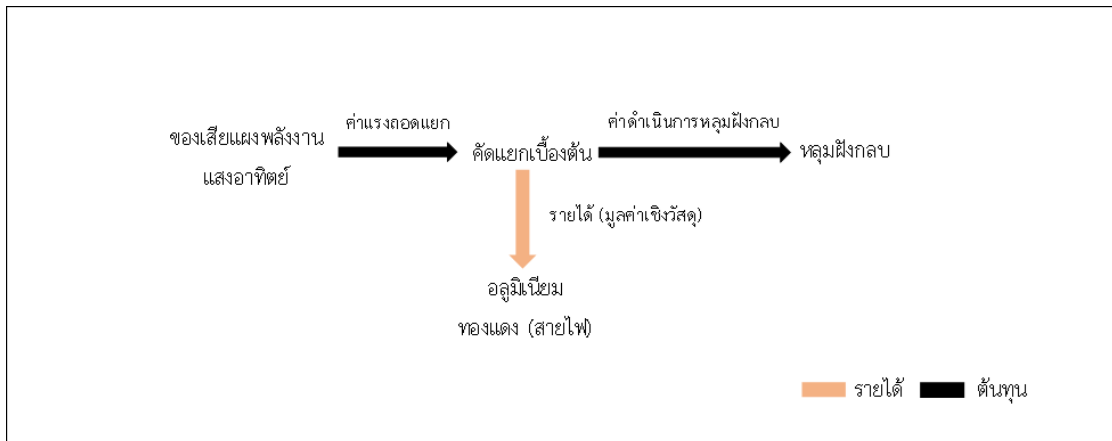 ค่าแรงถอดแยก
ค่าดำเนินการหลุมฝังกลบ
ของเสียแผงพลังงาน
แสงอาทิตย์
คัดแยกเบื้องต้น
หลุมฝังกลบ
รายได้ (มูลค่าเชิงวัสดุ)
อลูมิเนียม
ทองแดง (สายไฟ)
รายได้
ต้นทุน